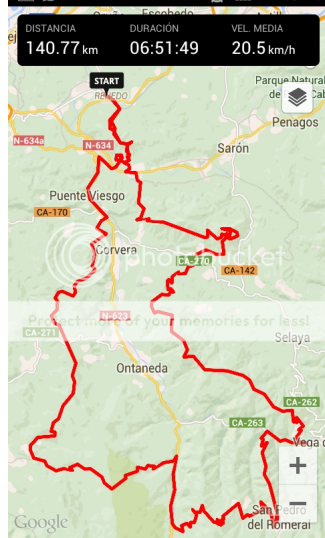 Escobedo
DISTANCIA DURACIÓN VEL. MEDIA
140.77 km 06:51:49 20.5 km/h
START
RENEDO
Parque Natural
Penagos
N-634a
N-634
Sarón
Puente Viesgo
CA-170
Corvera
photobucket
CA-270
CA-142
N-623
Protect more of your memories for less!
CA-271
Selaya
Ontaneda
CA-262
CA-263
Vega d
+
San Pedro
del Romeral
−
Google